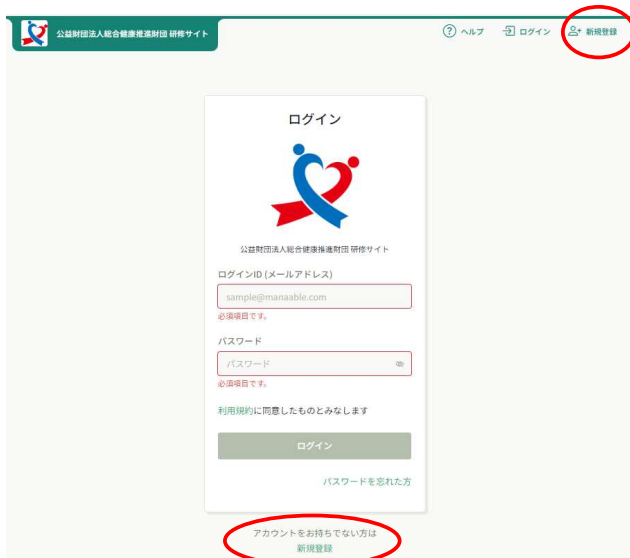 公益財団法人総合健康推進財団 研修サイト
ヘルプ
ログイン
新規登録
ログイン
公益財団法人総合健康推進財団 研修サイト
ログインID (メールアドレス)
sample@manaable.com
必須項目です。
パスワード
パスワード
必須項目です。
利用規約に同意したものとみなします
ログイン
パスワードを忘れた方
アカウントをお持ちでない方は
新規登録